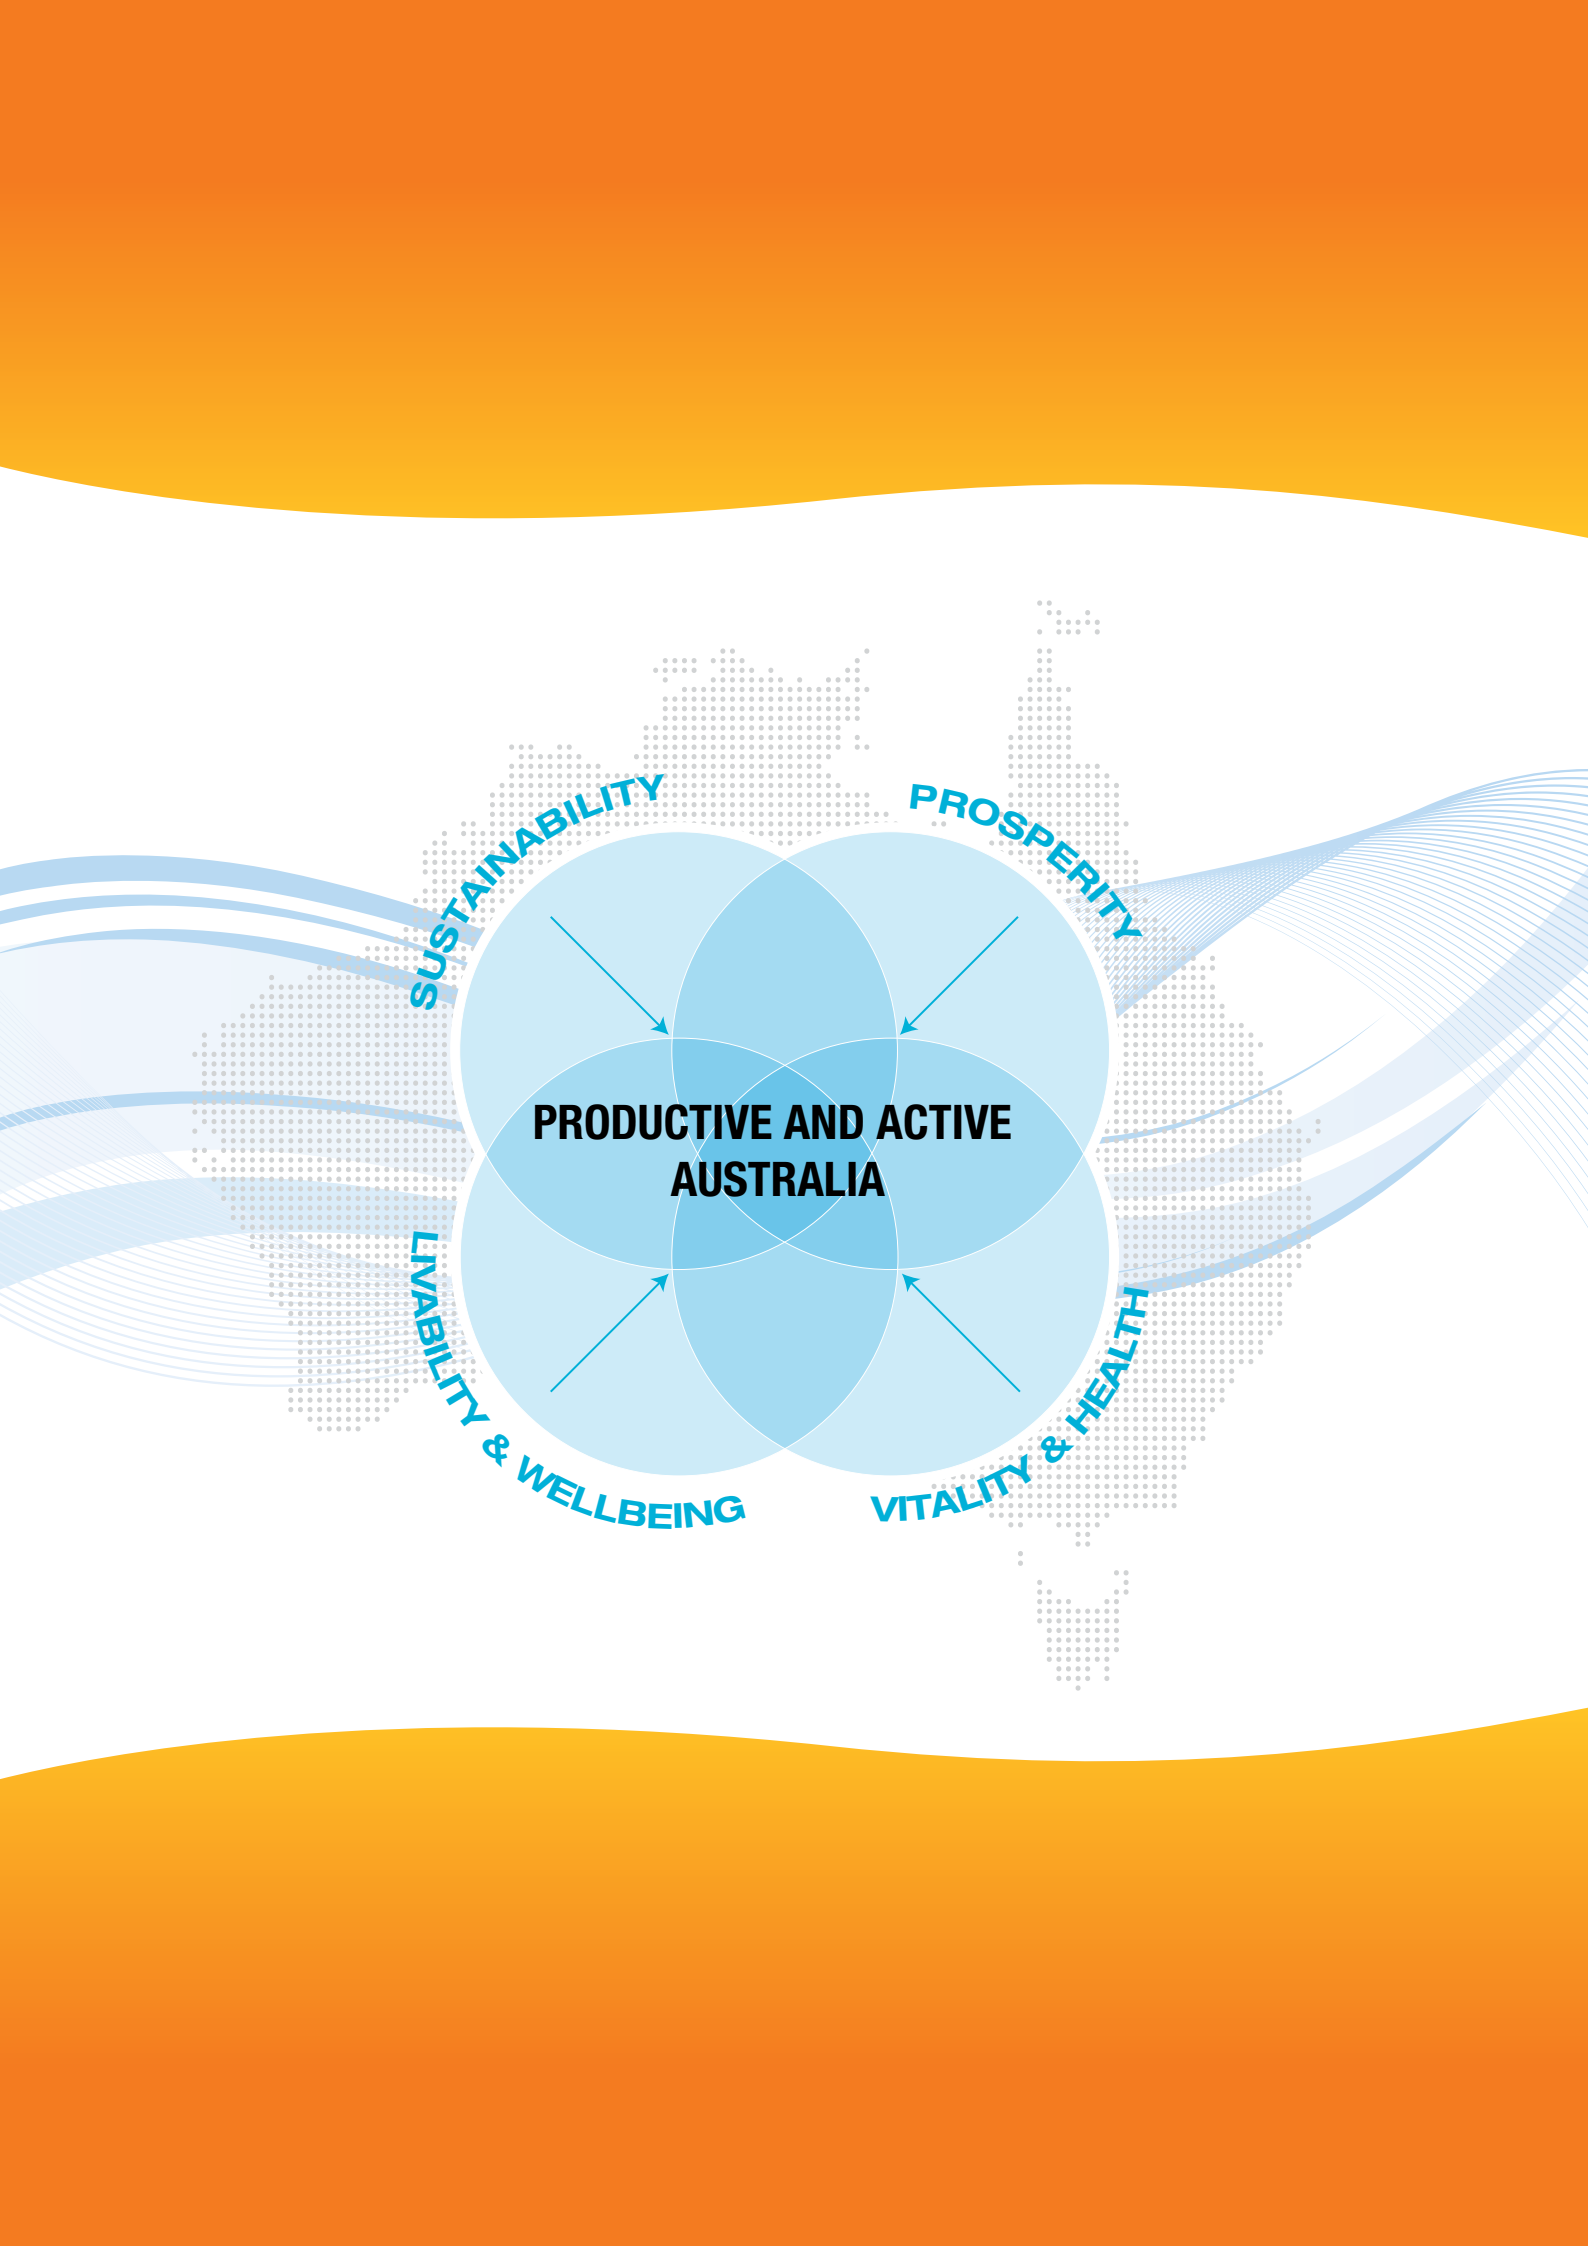 SUSTAINABILITY
PROSPERITY
PRODUCTIVE AND ACTIVE
AUSTRALIA
LIVABILITY & WELLBEING
VITALITY & HEALTH